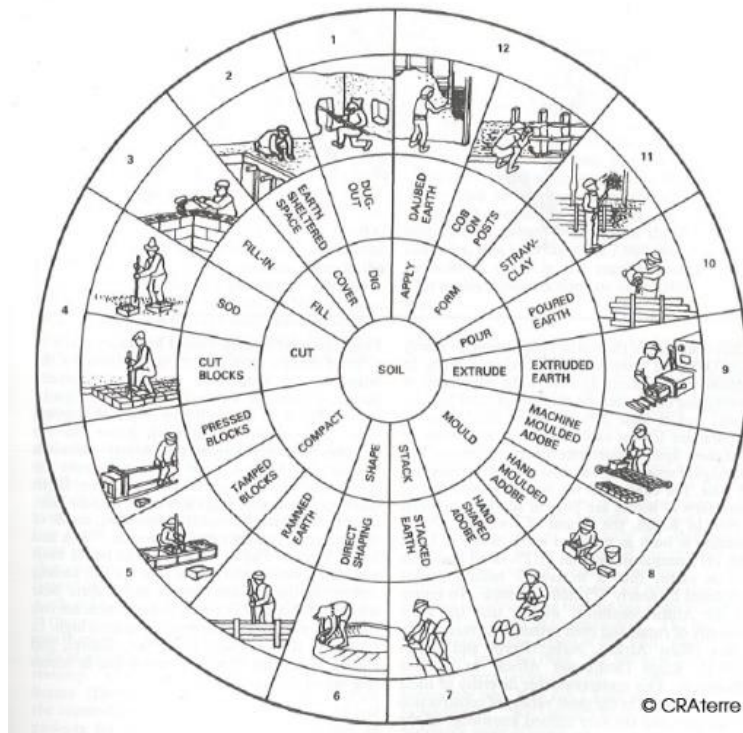 1
12
2
11
3
10
4
9
5
8
6
7
DUG-
OUT
DAUBED
EARTH
COB
ON
POSTS
STRAW-
CLAY
POURED
EARTH
EXTRUDED
EARTH
MACHINE
MOULDED
ADOBE
HAND
MOULDED
ADOBE
HAND
SHAPED
ADOBE
STACKED
EARTH
DIRECT
SHAPING
RAMMED
EARTH
TAMPED
BLOCKS
PRESSED
BLOCKS
CUT
BLOCKS
SOD
FILL-IN
EARTH
SHELTERED
SPACE
DIG
APPLY
FORM
POUR
EXTRUDE
MOULD
STACK
SHAPE
COMPACT
CUT
FILL
COVER
SOIL
© CRAterre